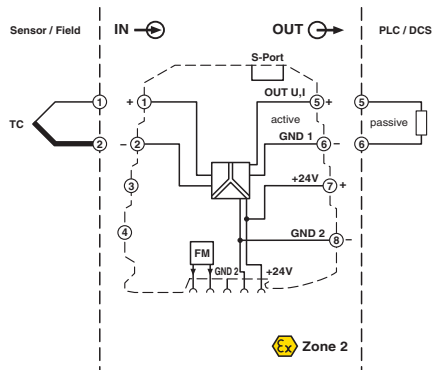 Sensor / Field IN OUT PLC / DCS
S-Port
OUT U,I
1 + 1 5 + 5
TC active passive
GND 1
2 – 2 6 – 6
+24V
3 7 +
4 GND 2 8 –
FM
GND 2 +24V
Ex Zone 2